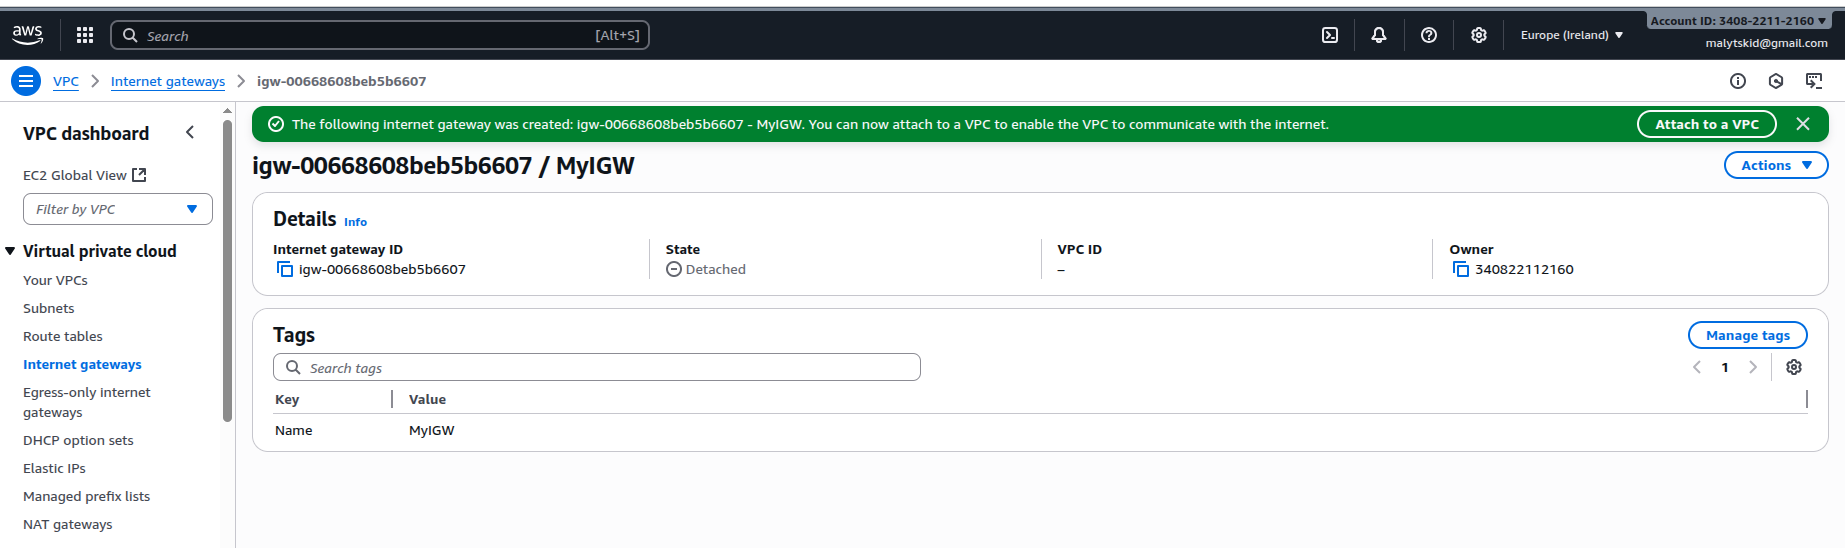 aws
Search [Alt+S]
Europe (Ireland)
Account ID: 3408-2211-2160
malytskid@gmail.com
VPC
Internet gateways
igw-00668608beb5b6607
VPC dashboard
EC2 Global View
Filter by VPC
Virtual private cloud
Your VPCs
Subnets
Route tables
Internet gateways
Egress-only internet
gateways
DHCP option sets
Elastic IPs
Managed prefix lists
NAT gateways
The following internet gateway was created: igw-00668608beb5b6607 - MyIGW. You can now attach to a VPC to enable the VPC to communicate with the internet.
Attach to a VPC
igw-00668608beb5b6607 / MyIGW
Actions
Details Info
Internet gateway ID
igw-00668608beb5b6607
State
Detached
VPC ID
–
Owner
340822112160
Tags
Manage tags
Search tags
1
Key Value
Name MyIGW